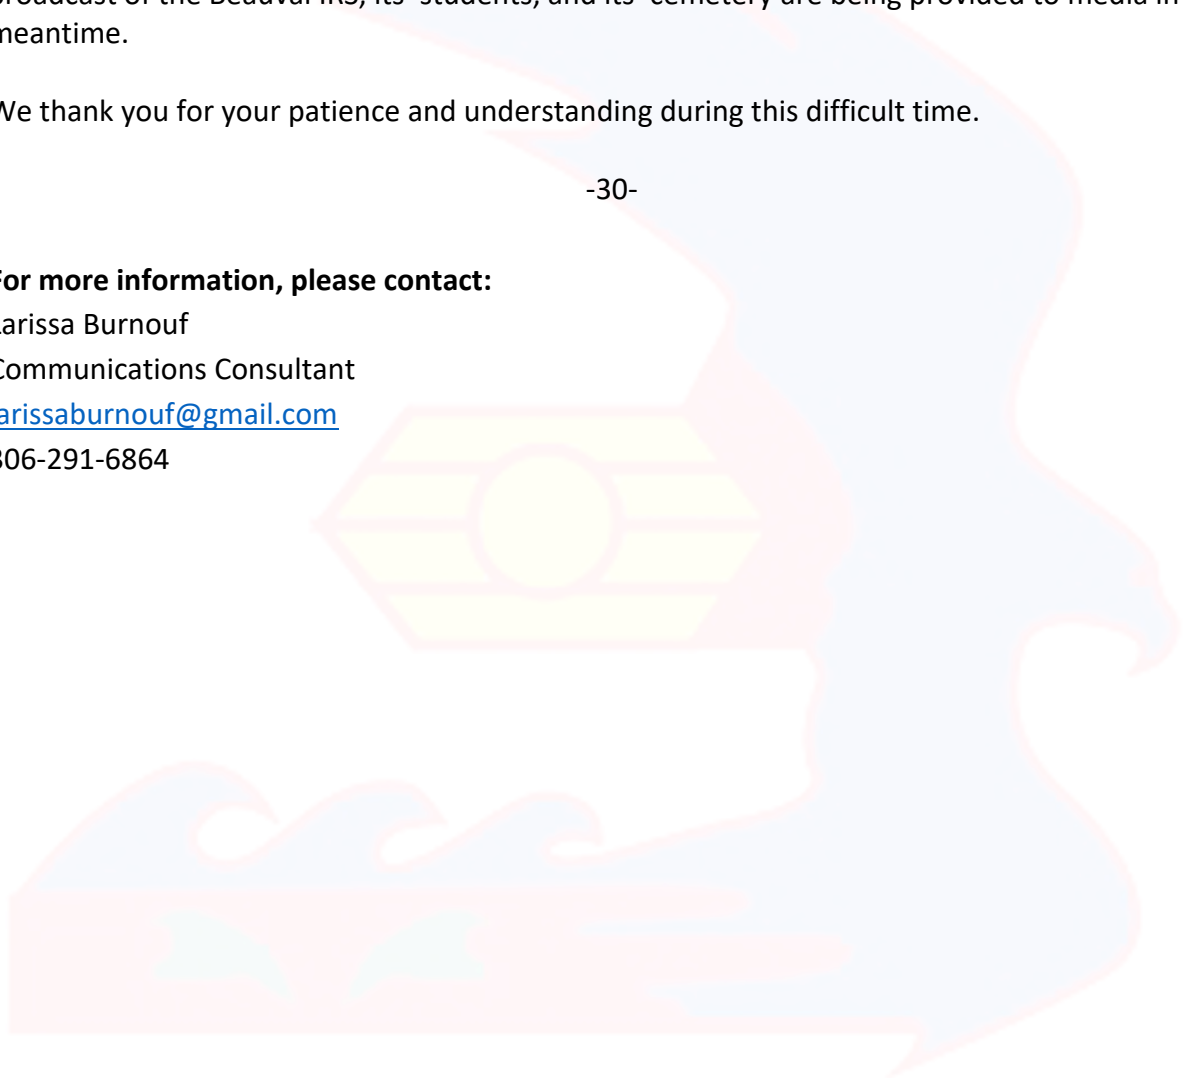 broadcast of the Beauval IRS, its' students, and its' cemetery are being provided to media in
meantime.
We thank you for your patience and understanding during this difficult time.
-30-
For more information, please contact:
Larissa Burnouf
Communications Consultant
larissaburnouf@gmail.com
306-291-6864